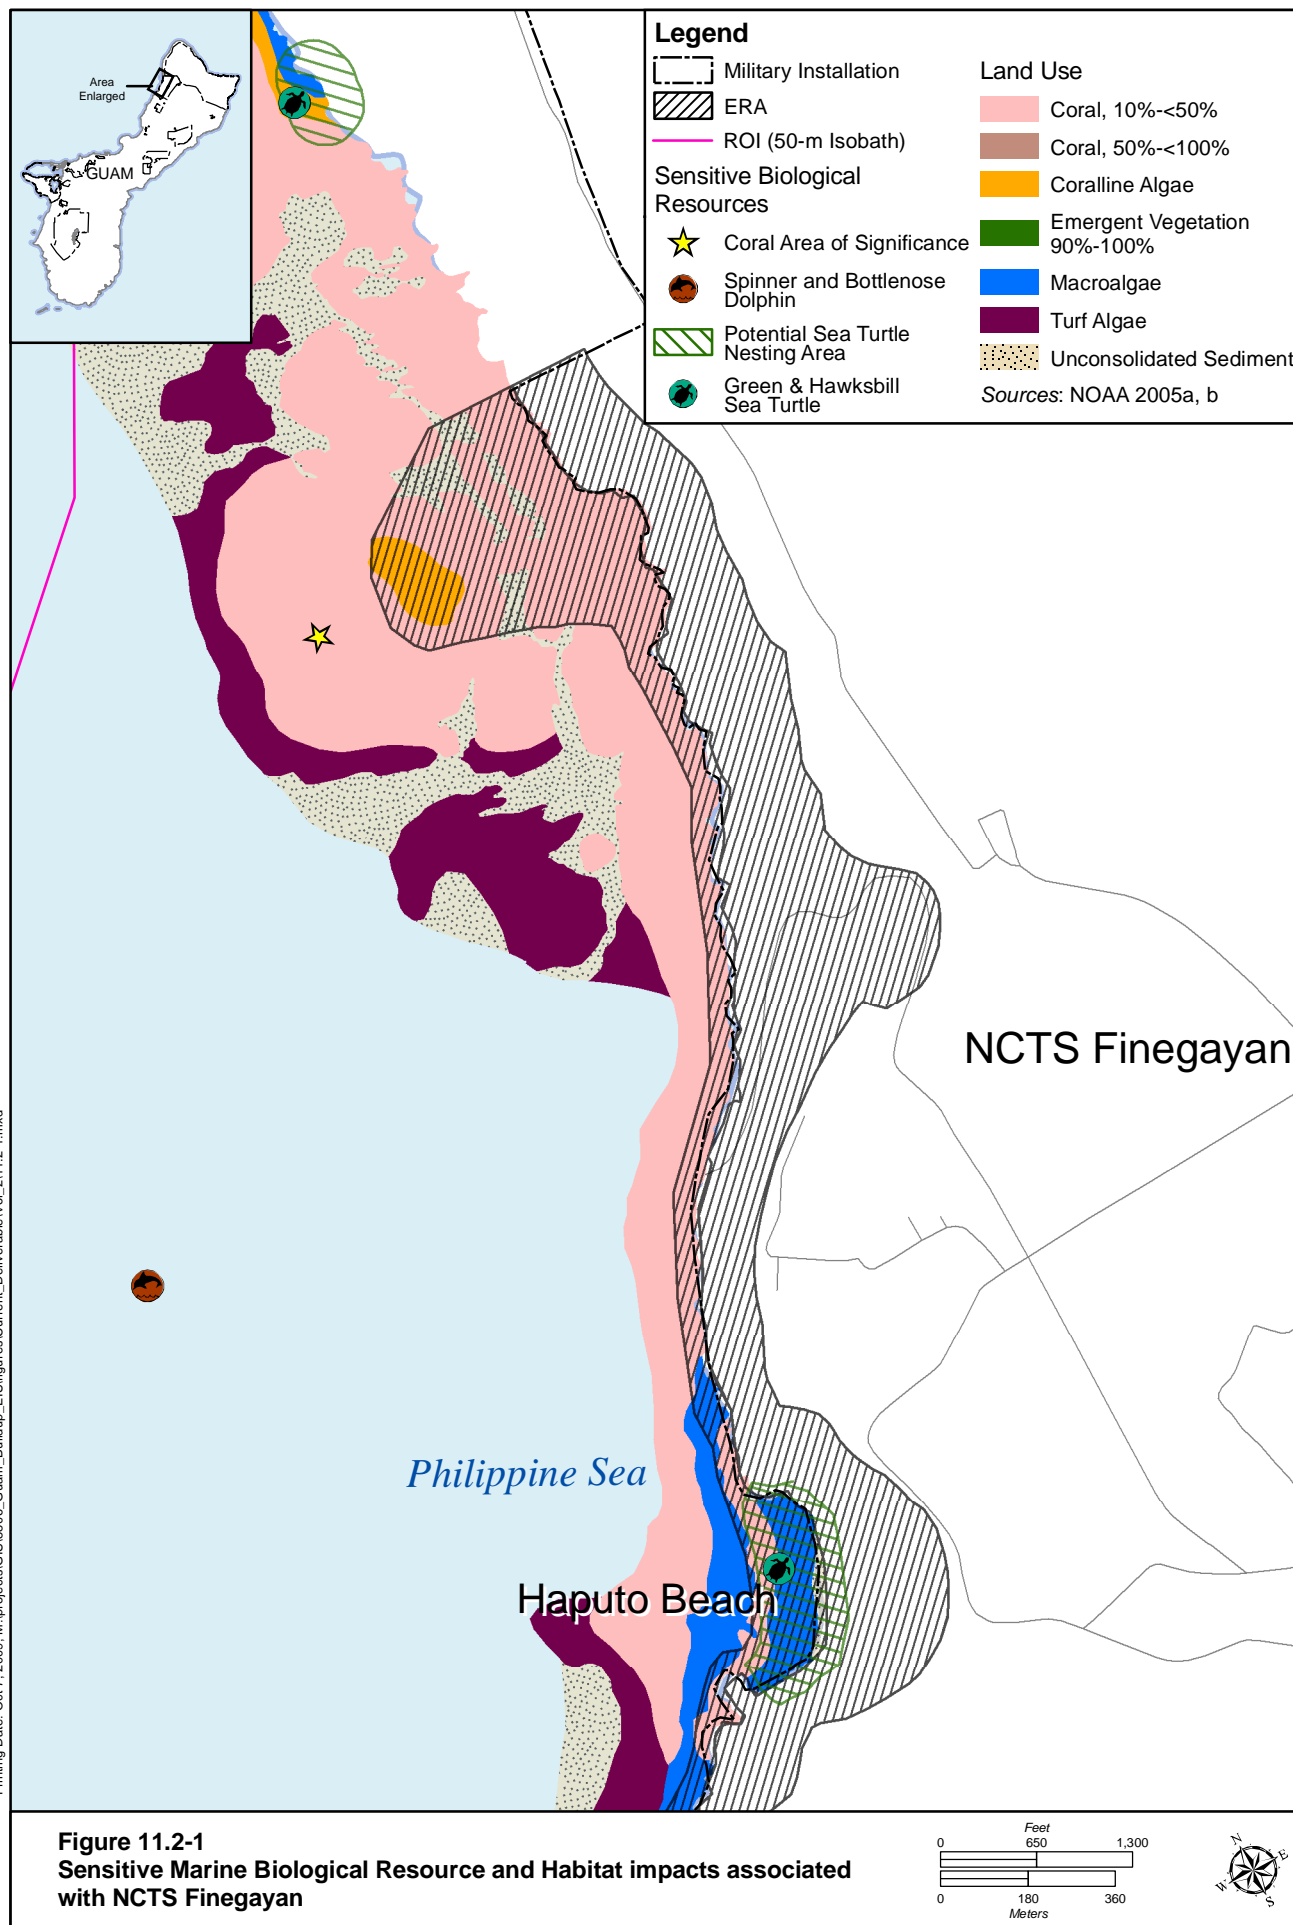 Area
Enlarged
GUAM
Legend
Military Installation
ERA
ROI (50-m Isobath)
Sensitive Biological
Resources
Coral Area of Significance
Spinner and Bottlenose
Dolphin
Potential Sea Turtle
Nesting Area
Green & Hawksbill
Sea Turtle
Land Use
Coral, 10%-<50%
Coral, 50%-<100%
Coralline Algae
Emergent Vegetation
90%-100%
Macroalgae
Turf Algae
Unconsolidated Sediment
Sources: NOAA 2005a, b
NCTS Finegayan
Philippine Sea
Haputo Beach
Figure 11.2-1
Sensitive Marine Biological Resource and Habitat impacts associated
with NCTS Finegayan
Feet
0 650 1,300
0 180 360
Meters
N
E
S
W